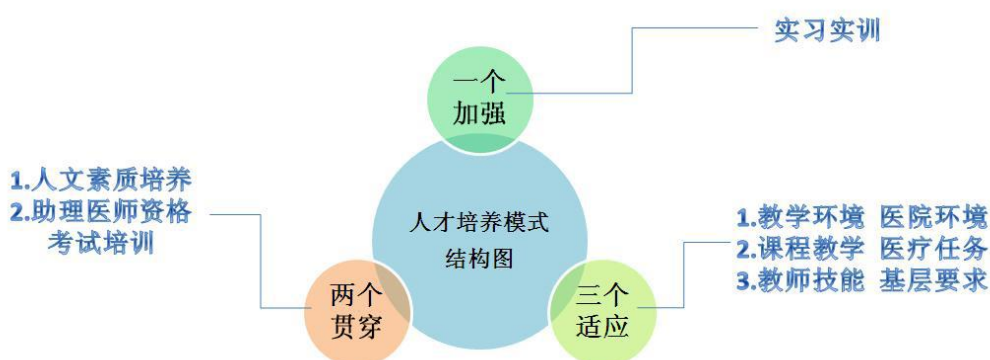 实习实训
一个
加强
1.人文素质培养
2.助理医师资格
考试培训
人才培养模式
结构图
1.教学环境 医院环境
2.课程教学 医疗任务
3.教师技能 基层要求
两个
贯穿
三个
适应